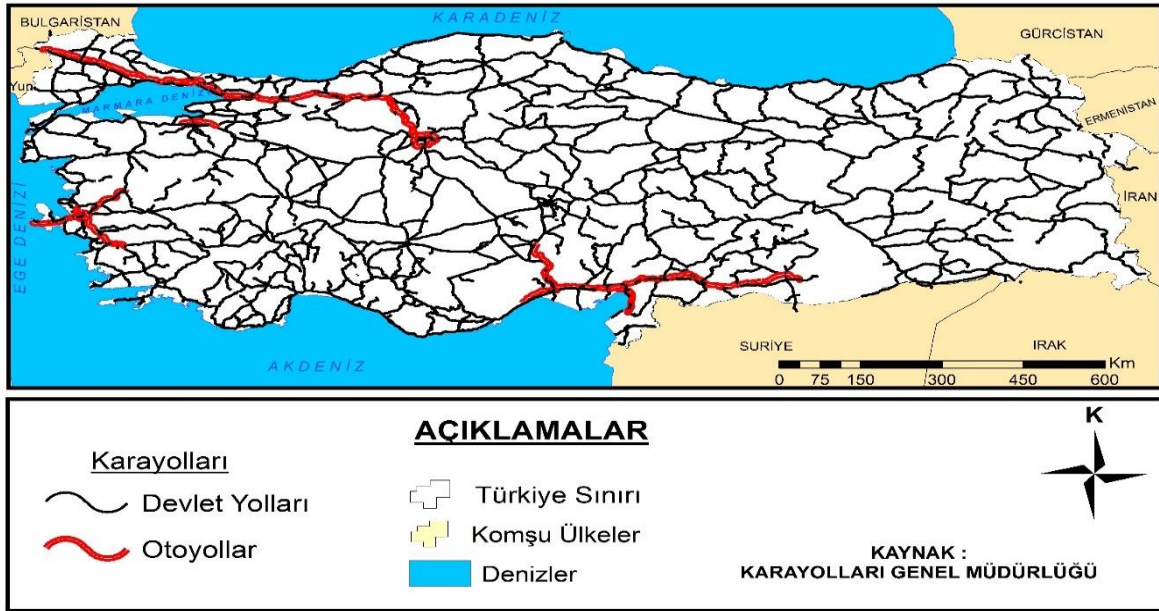 BULGARİSTAN
KARADENİZ
GÜRCİSTAN
Yun
MARMARA DENİZİ
ERMENİSTAN
EGE DENİZİ
İRAN
AKDENİZ
SURİYE
IRAK
Km
0 75 150 300 450 600
AÇIKLAMALAR
K
Karayolları
Devlet Yolları
Otoyollar
Türkiye Sınırı
Komşu Ülkeler
Denizler
KAYNAK :
KARAYOLLARI GENEL MÜDÜRLÜĞÜ